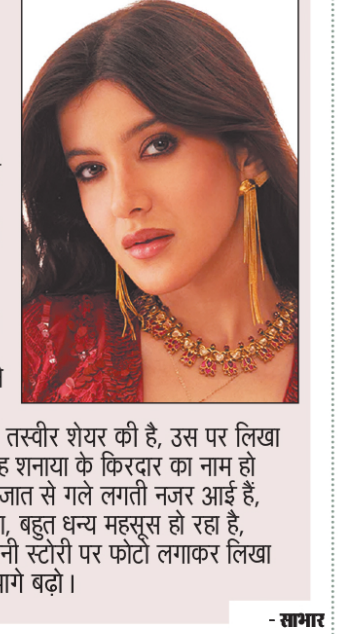 तस्वीर शेयर की है, उस पर लिखा
शनाया के किरदार का नाम हो
से गले लगती नजर आई हैं,
बहुत धन्य महसूस हो रहा है,
स्टोरी पर फोटो लगाकर लिखा
बढ़ो ।
- साभार